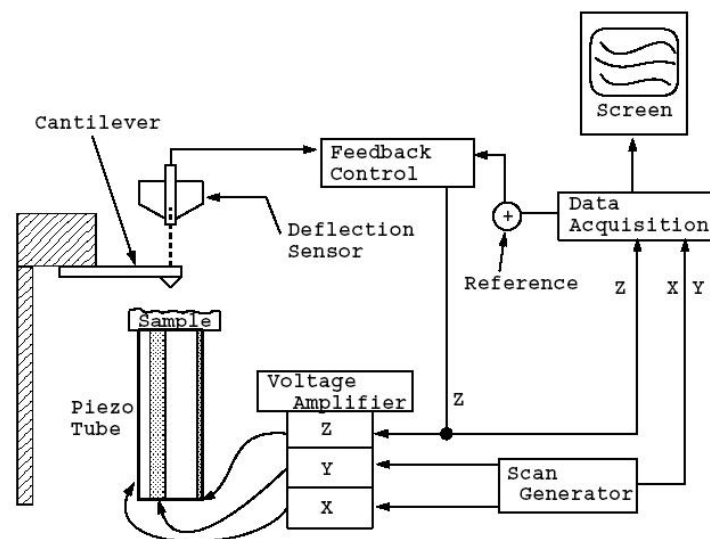 Screen
Cantilever
Feedback
Control
Data
Acquisition
+
Deflection
Sensor
Reference
Z
X
Y
Sample
Voltage
Amplifier
Piezo
Tube
Z
Z
Y
X
Scan
Generator